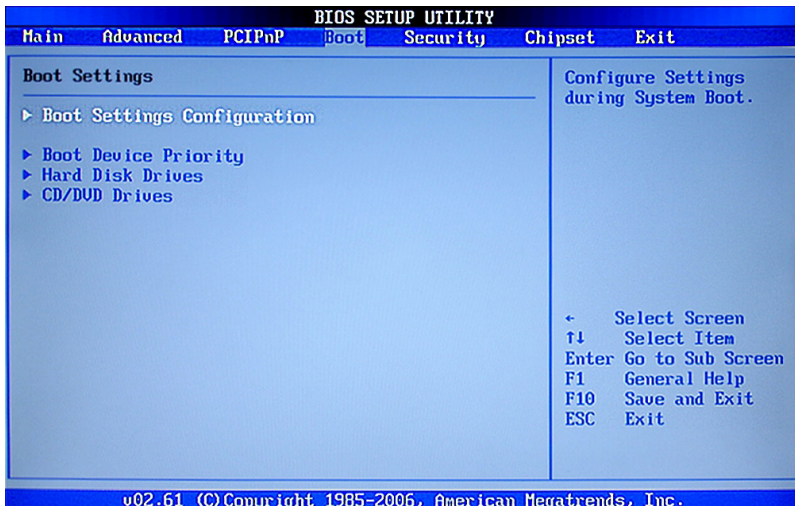 BIOS SETUP UTILITY
Main Advanced PCIPnP Boot Security Chipset Exit
Boot Settings
▶ Boot Settings Configuration
▶ Boot Device Priority
▶ Hard Disk Drives
▶ CD/DVD Drives
Configure Settings
during System Boot.
← Select Screen
↑↓ Select Item
Enter Go to Sub Screen
F1 General Help
F10 Save and Exit
ESC Exit
v02.61 (C)Copyright 1985-2006, American Megatrends, Inc.